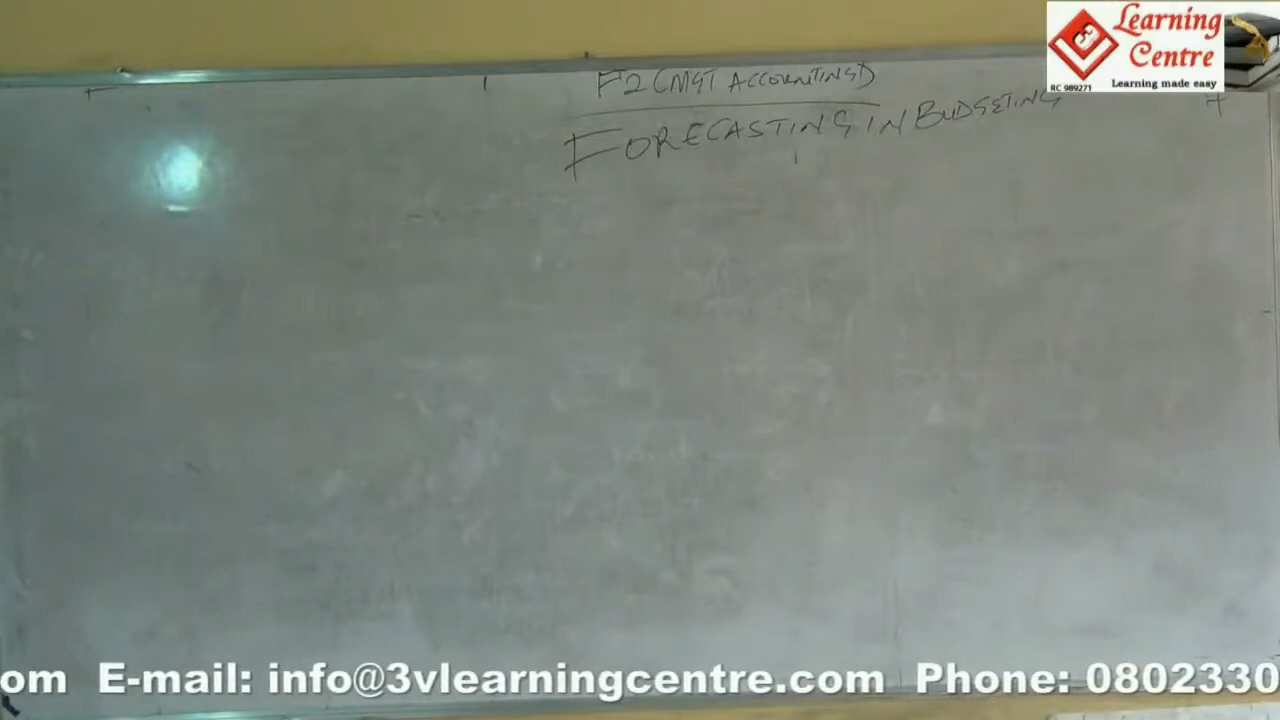 Learning
Centre
RC 989271 Learning made easy
F2 (MGT ACCOUNTING)
FORECASTING IN BUDGETING
om E-mail: info@3vlearningcentre.com Phone: 0802330